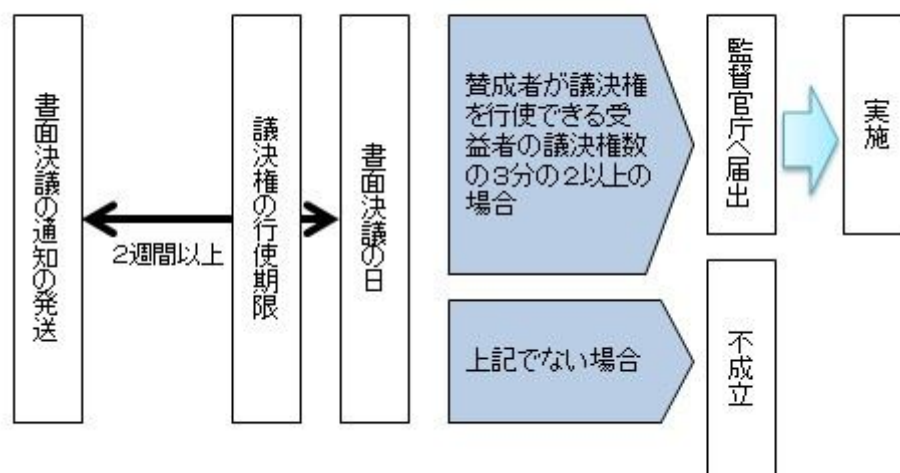 書面決議の通知の発送
2週間以上
議決権の行使期限
書面決議の日
賛成者が議決権
を行使できる受
益者の議決権数
の3分の2以上の
場合
監督官庁へ届出
実施
上記でない場合
不成立